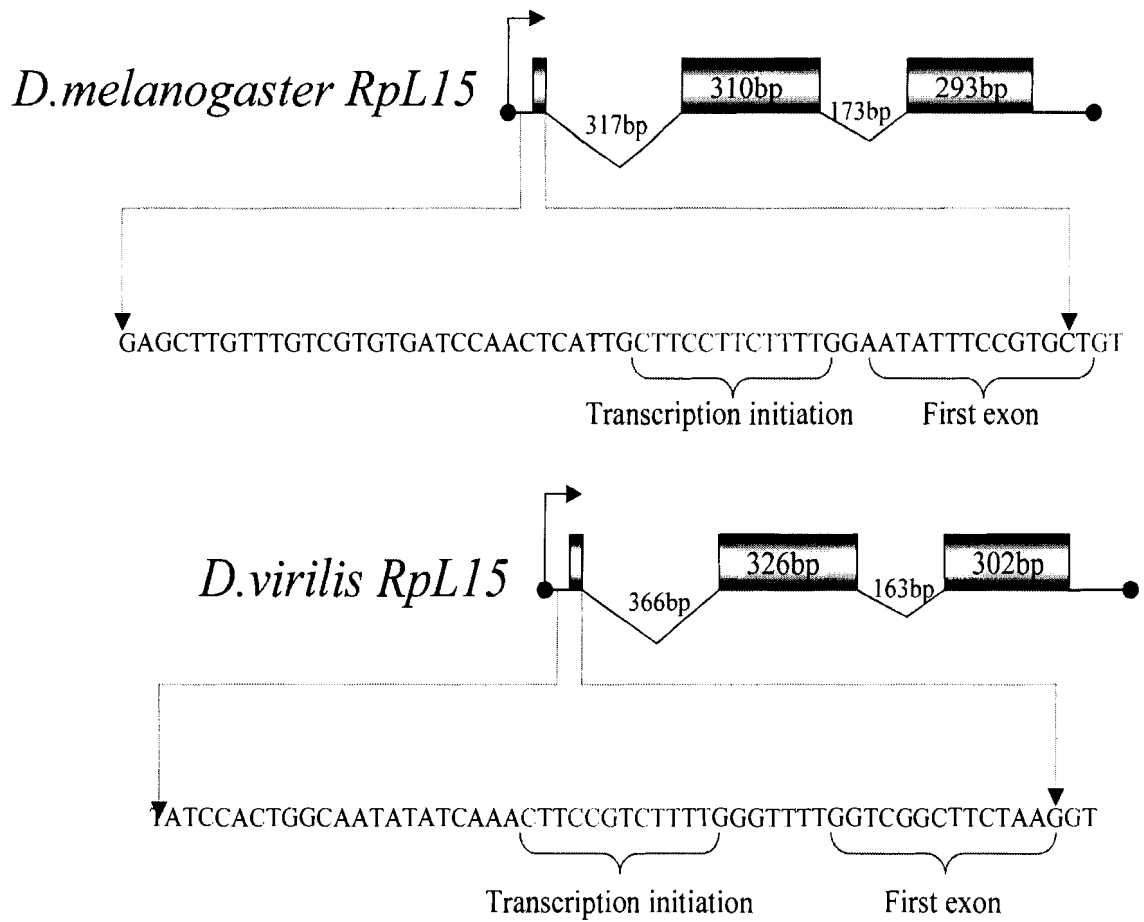 D.melanogaster RpL15
310bp
293bp
317bp
173bp
GAGCTTGTTTGTCGTGTGATCCAACTCATTGCTTCCTTCTTTTGGAATATTTCCGTGCTGT
Transcription initiation
First exon
D.virilis RpL15
326bp
302bp
366bp
163bp
TATCCACTGGCAATATATCAAACTTCCGTCTTTTGGGTTTTGGTCGGCTTCTAAGGT
Transcription initiation
First exon